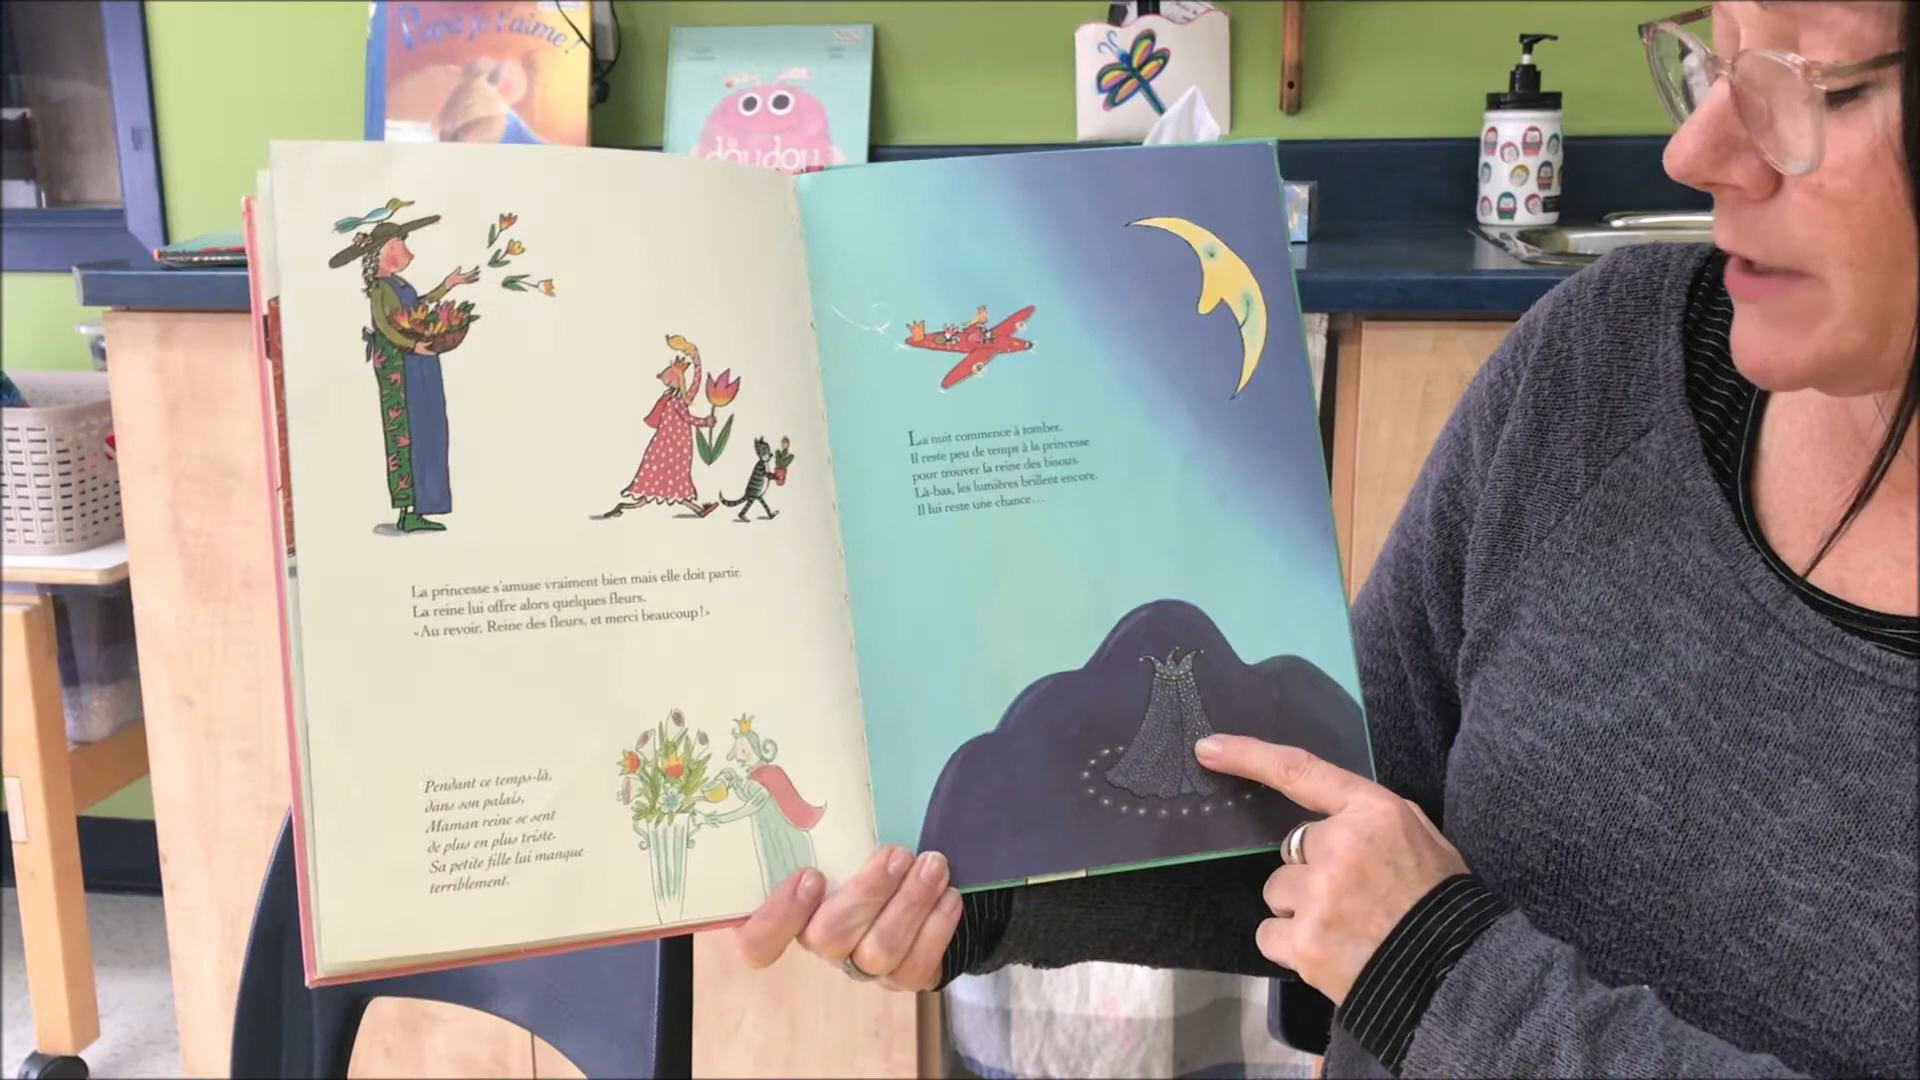 Papa je t'aime!
doudou
La princesse s'amuse vraiment bien mais elle doit partir.
La reine lui offre alors quelques fleurs.
«Au revoir, Reine des fleurs, et merci beaucoup!»
Pendant ce temps-là,
dans son palais,
Maman reine se sent
de plus en plus triste.
Sa petite fille lui manque
terriblement.
La nuit commence à tomber.
Il reste peu de temps à la princesse
pour trouver la reine des bisous.
Là-bas, les lumières brillent encore.
Il lui reste une chance...